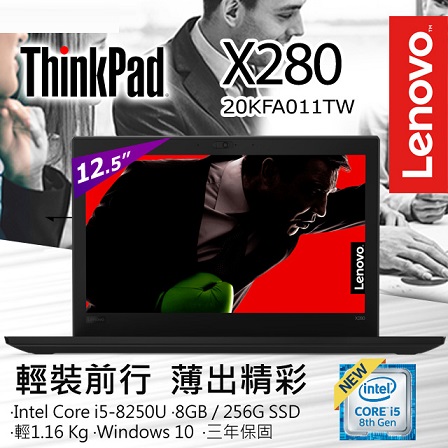 ThinkPad
X280
20KFA011TW
Lenovo
12.5"
Lenovo
輕裝前行 薄出精彩
·Intel Core i5-8250U ·8GB / 256G SSD
·輕1.16 Kg ·Windows 10 ·三年保固
NEW
intel
CORE i5
8th Gen